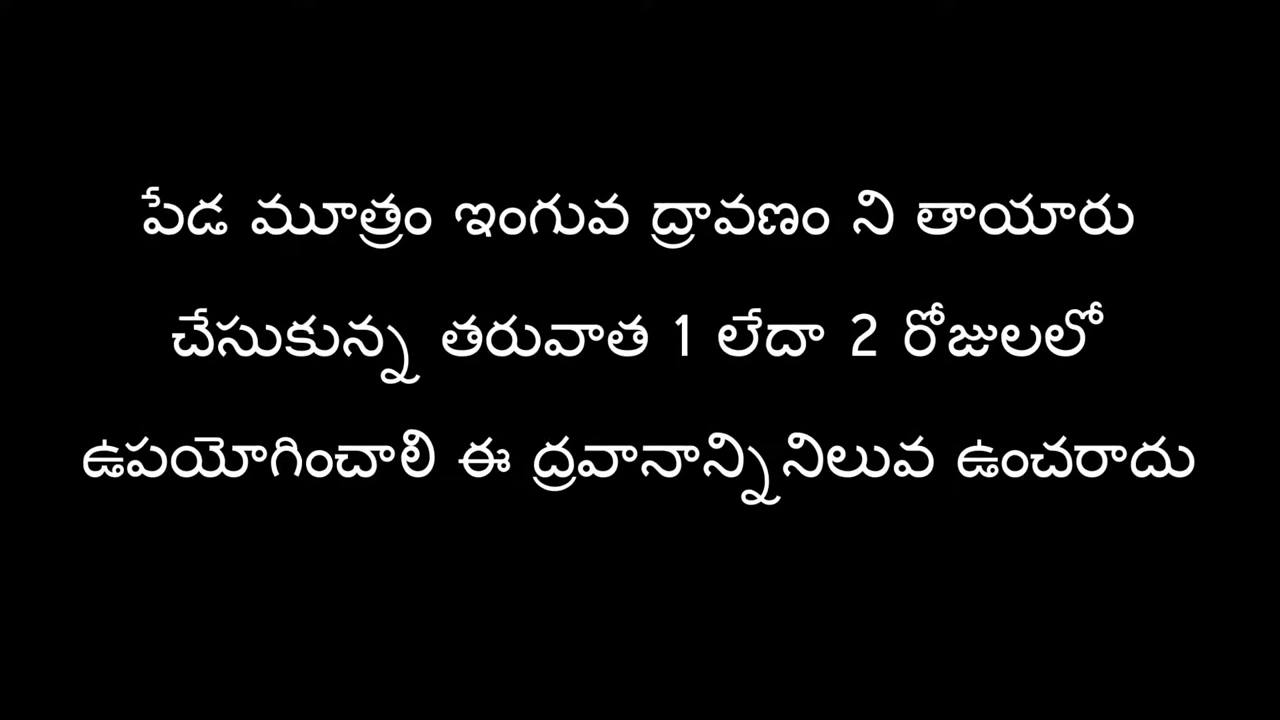 పేడ మూత్రం ఇంగువ ద్రావణం ని తాయారు
చేసుకున్న తరువాత 1 లేదా 2 రోజులలో
ఉపయోగించాలి ఈ ద్రవానాన్ని నిలువ ఉంచరాదు